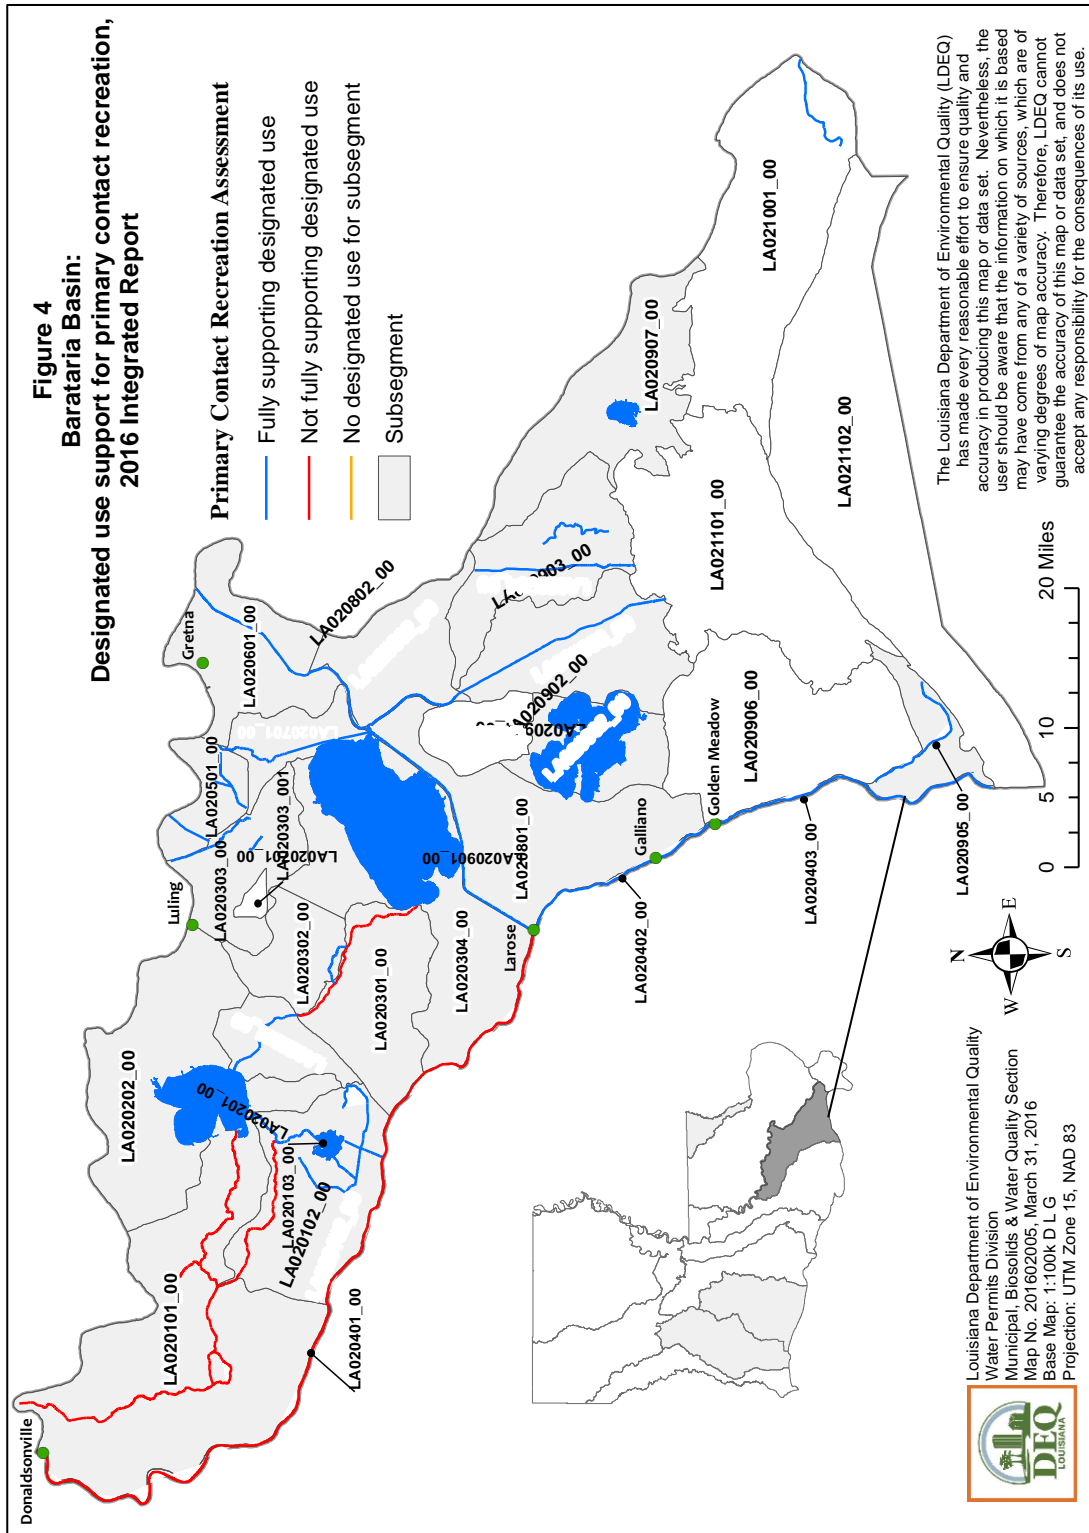 Figure 4
Barataria Basin:
Designated use support for primary contact recreation,
2016 Integrated Report
Primary Contact Recreation Assessment
Fully supporting designated use
Not fully supporting designated use
No designated use for subsegment
Subsegment
Donaldsonville
LA020101_00
LA020401_00
LA020202_00
LA020201_00
LA020103_00
LA020102_00
Luling
LA020303_00
LA020303_001
LA020302_00
LA020301_00
LA020304_00
LA020501_00
LA020701_00
LA020701_00
Gretna
LA020601_00
LA020802_00
LA020901_00
LA020801_00
Larose
LA020402_00
Galliano
Golden Meadow
LA020403_00
LA020902_00
LA020906_00
LA020905_00
LA020907_00
LA021101_00
LA021001_00
LA021102_00
0 5 10 20 Miles
N
W E
S
The Louisiana Department of Environmental Quality (LDEQ)
has made every reasonable effort to ensure quality and
accuracy in producing this map or data set. Nevertheless, the
user should be aware that the information on which it is based
may have come from any of a variety of sources, which are of
varying degrees of map accuracy. Therefore, LDEQ cannot
guarantee the accuracy of this map or data set, and does not
accept any responsibility for the consequences of its use.
DEQ
LOUISIANA
Louisiana Department of Environmental Quality
Water Permits Division
Municipal, Biosolids & Water Quality Section
Map No. 201602005, March 31, 2016
Base Map: 1:100k D L G
Projection: UTM Zone 15, NAD 83